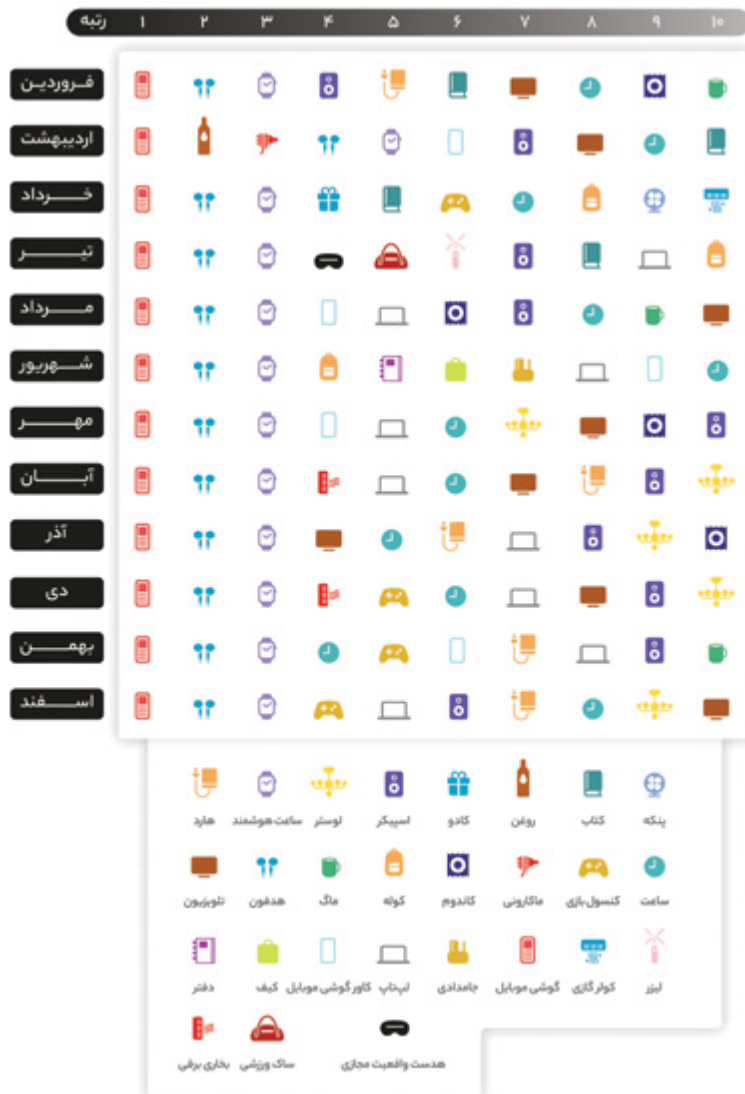 رتبه ۱ ۲ ۳ ۴ ۵ ۶ ۷ ۸ ۹ ۱۰
فروردین
اردیبهشت
خرداد
تیر
مرداد
شهریور
مهر
آبان
آذر
دی
بهمن
اسفند
هارد ساعت هوشمند لوستر اسپیکر کادو روغن کتاب پنکه
تلویزیون هدفون ماگ کوله کاندوم ماکارونی کنسول بازی ساعت
دفتر کیف کاور گوشی موبایل لپ‌تاپ جامدادی گوشی موبایل کولر گازی لیزر
بخاری برقی ساک ورزشی هدست واقعیت مجازی